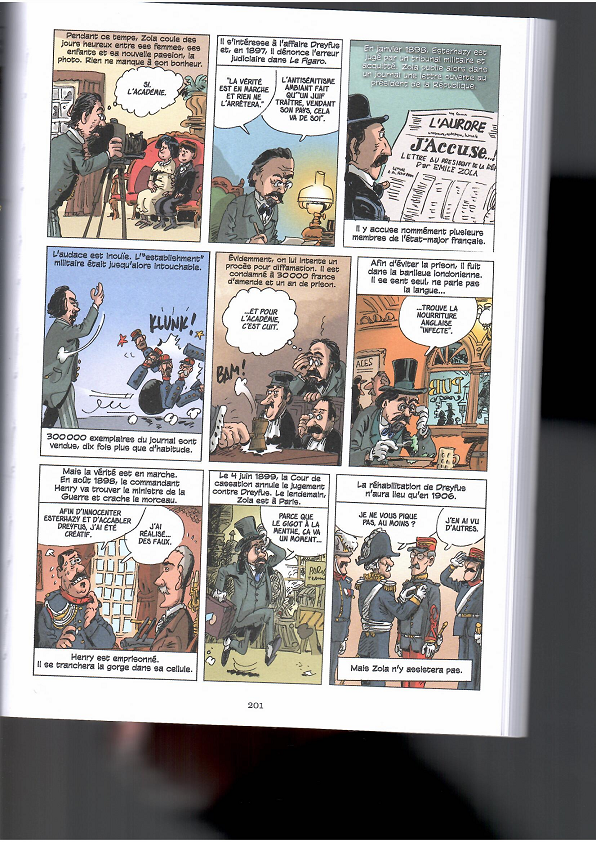 Pendant ce temps, Zola coule des
jours heureux entre ses femmes, ses
enfants et sa nouvelle passion, la
photo. Rien ne manque à son bonheur.
SI.
L'ACADÉMIE.
Il s'intéresse à l'affaire Dreyfus
et, en 1897, il dénonce l'erreur
judiciaire dans Le Figaro.
"LA VÉRITÉ
EST EN MARCHE
ET RIEN NE
L'ARRÊTERA."
L'ANTISÉMITISME
AMBIANT FAIT
QU'"UN JUIF
TRAÎTRE, VENDANT
SON PAYS, CELA
VA DE SOI".
En janvier 1898, Esterhazy est
jugé par un tribunal militaire et
acquitté. Zola publie alors dans
un journal une lettre ouverte au
président de la République.
L'AURORE
J'Accuse...!
LETTRE AU PRÉSIDENT DE LA
Par EMILE ZOLA
Il y accuse nommément plusieurs
membres de l'état-major français.
L'audace est inouïe. L'"establishment"
militaire était jusqu'alors intouchable.
KLUNK!
300 000 exemplaires du journal sont
vendus, dix fois plus que d'habitude.
Évidemment, on lui intente un
procès pour diffamation. Il est
condamné à 30 000 francs
d'amende et un an de prison.
...ET POUR
L'ACADÉMIE,
C'EST CUIT.
BAM!
Afin d'éviter la prison, il fuit
dans la banlieue londonienne.
Il se sent seul, ne parle pas
la langue...
...TROUVE LA
NOURRITURE
ANGLAISE
"INFECTE".
ALES
PUB
Mais la vérité est en marche.
En août 1898, le commandant
Henry va trouver le ministre de la
Guerre et crache le morceau.
AFIN D'INNOCENTER
ESTERHAZY ET D'ACCABLER
DREYFUS, J'AI ÉTÉ
CRÉATIF.
J'AI
RÉALISÉ...
DES FAUX.
Henry est emprisonné.
Il se tranchera la gorge dans sa cellule.
Le 4 juin 1899, la Cour de
cassation annule le jugement
contre Dreyfus. Le lendemain,
Zola est à Paris.
PARCE QUE
LE GIGOT À LA
MENTHE, ÇA VA
UN MOMENT...
PARIS
La réhabilitation de Dreyfus
n'aura lieu qu'en 1906.
JE NE VOUS PIQUE
PAS, AU MOINS ?
J'EN AI VU
D'AUTRES.
Mais Zola n'y assistera pas.
201